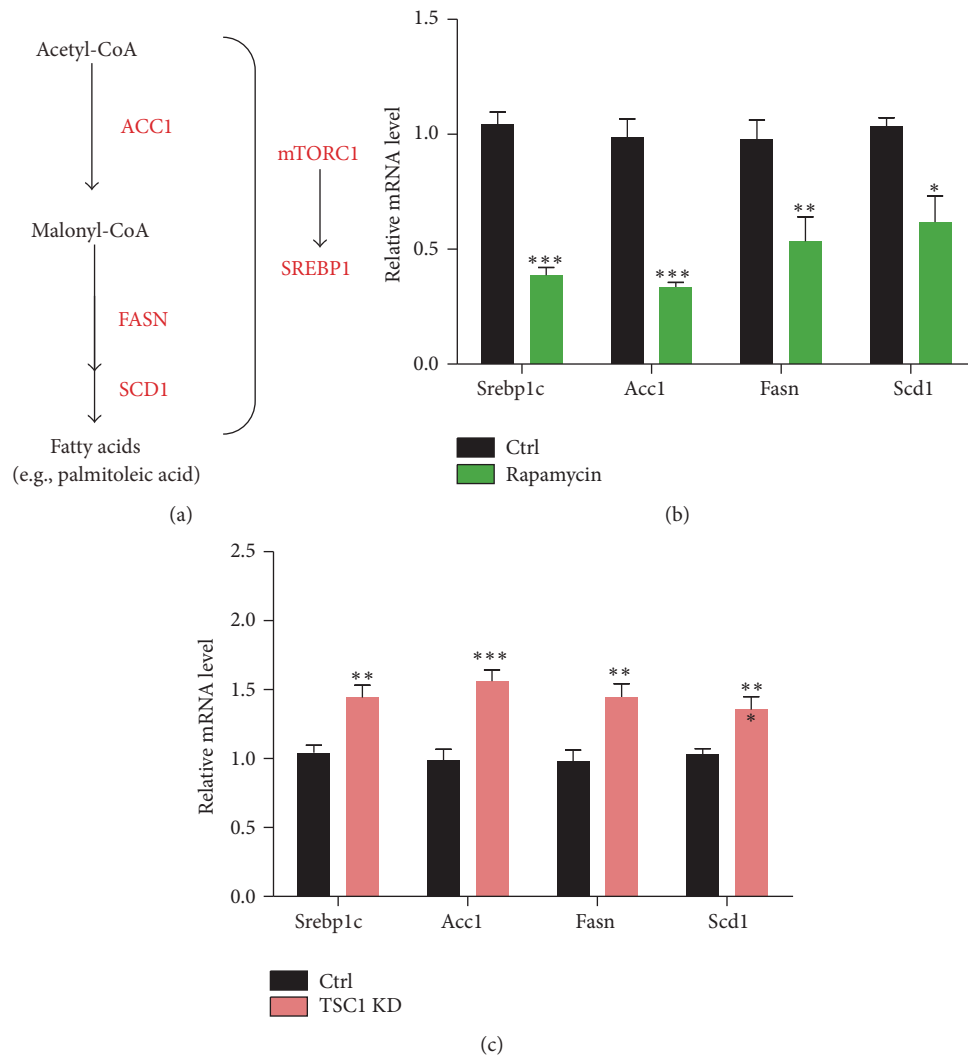 Acetyl-CoA
ACC1
mTORC1
Malonyl-CoA
SREBP1
FASN
SCD1
Fatty acids
(e.g., palmitoleic acid)
(a)
Relative mRNA level
1.5
1.0
0.5
0.0
***
***
**
*
Srebp1c Acc1 Fasn Scd1
Ctrl
Rapamycin
(b)
Relative mRNA level
2.5
2.0
1.5
1.0
0.5
0.0
**
***
**
**
*
Srebp1c Acc1 Fasn Scd1
Ctrl
TSC1 KD
(c)